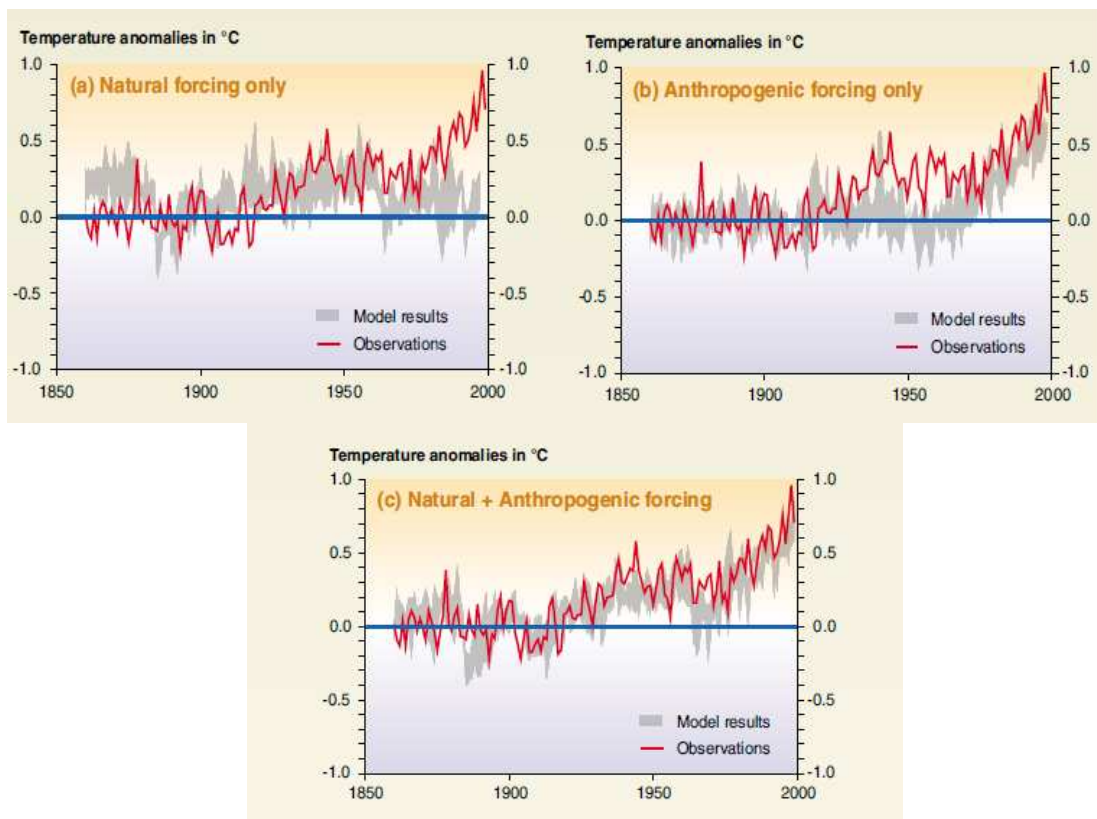 Temperature anomalies in °C
1.0 1.0
(a) Natural forcing only
0.5 0.5
0.0 0.0
-0.5 -0.5
Model results
Observations
-1.0 -1.0
1850 1900 1950 2000
Temperature anomalies in °C
1.0 1.0
(b) Anthropogenic forcing only
0.5 0.5
0.0 0.0
-0.5 -0.5
Model results
Observations
-1.0 -1.0
1850 1900 1950 2000
Temperature anomalies in °C
1.0 1.0
(c) Natural + Anthropogenic forcing
0.5 0.5
0.0 0.0
-0.5 -0.5
Model results
Observations
-1.0 -1.0
1850 1900 1950 2000